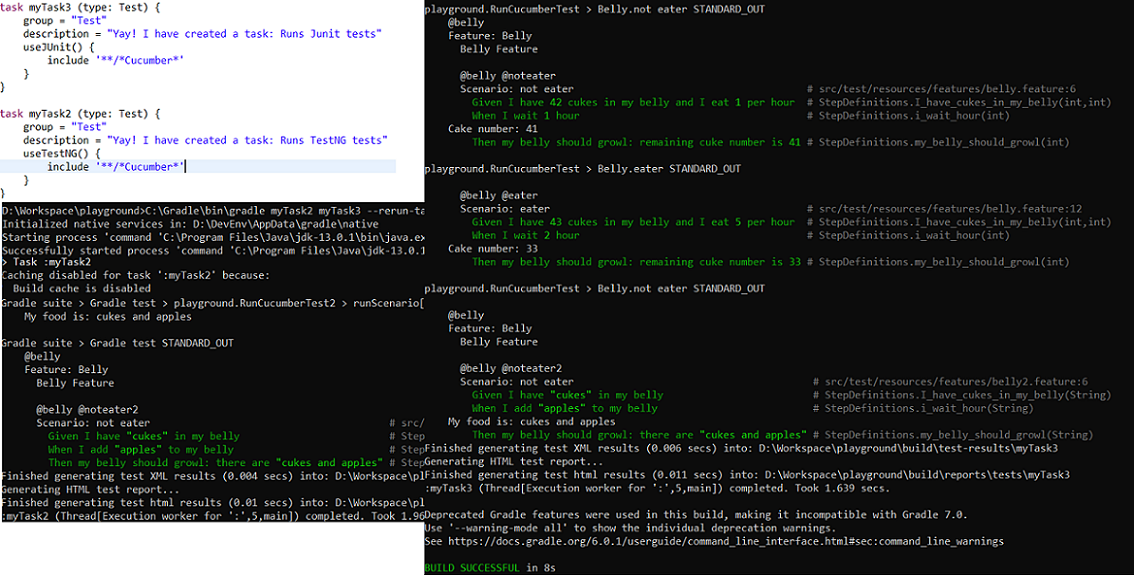 task myTask3 (type: Test) {
group = "Test"
description = "Yay! I have created a task: Runs Junit tests"
useJUnit() {
include '**/*Cucumber*'
}
}
task myTask2 (type: Test) {
group = "Test"
description = "Yay! I have created a task: Runs TestNG tests"
useTestNG() {
include '**/*Cucumber*'
}
}
D:\Workspace\playground>C:\Gradle\bin\gradle myTask2 myTask3 --rerun-ta
Initialized native services in: D:\DevEnv\AppData\gradle\native
Starting process 'command 'C:\Program Files\Java\jdk-13.0.1\bin\java.ex
Successfully started process 'command 'C:\Program Files\Java\jdk-13.0.1
> Task :myTask2
Caching disabled for task ':myTask2' because:
Build cache is disabled
Gradle suite > Gradle test > playground.RunCucumberTest2 > runScenario[
My food is: cukes and apples
Gradle suite > Gradle test STANDARD_OUT
@belly
Feature: Belly
Belly Feature
@belly @noteater2
Scenario: not eater # src/
Given I have "cukes" in my belly # Step
When I add "apples" to my belly # Step
Then my belly should growl: there are "cukes and apples" # Step
Finished generating test XML results (0.004 secs) into: D:\Workspace\pl
Generating HTML test report...
Finished generating test html results (0.01 secs) into: D:\Workspace\pl
:myTask2 (Thread[Execution worker for ':',5,main]) completed. Took 1.96
playground.RunCucumberTest > Belly.not eater STANDARD_OUT
@belly
Feature: Belly
Belly Feature
@belly @noteater
Scenario: not eater # src/test/resources/features/belly.feature:6
Given I have 42 cukes in my belly and I eat 1 per hour # StepDefinitions.I_have_cukes_in_my_belly(int,int)
When I wait 1 hour # StepDefinitions.i_wait_hour(int)
Cake number: 41
Then my belly should growl: remaining cuke number is 41 # StepDefinitions.my_belly_should_growl(int)
playground.RunCucumberTest > Belly.eater STANDARD_OUT
@belly @eater
Scenario: eater # src/test/resources/features/belly.feature:12
Given I have 43 cukes in my belly and I eat 5 per hour # StepDefinitions.I_have_cukes_in_my_belly(int,int)
When I wait 2 hour # StepDefinitions.i_wait_hour(int)
Cake number: 33
Then my belly should growl: remaining cuke number is 33 # StepDefinitions.my_belly_should_growl(int)
playground.RunCucumberTest > Belly.not eater STANDARD_OUT
@belly
Feature: Belly
Belly Feature
@belly @noteater2
Scenario: not eater # src/test/resources/features/belly2.feature:6
Given I have "cukes" in my belly # StepDefinitions.I_have_cukes_in_my_belly(String)
When I add "apples" to my belly # StepDefinitions.i_wait_hour(String)
My food is: cukes and apples
Then my belly should growl: there are "cukes and apples" # StepDefinitions.my_belly_should_growl(String)
Finished generating test XML results (0.006 secs) into: D:\Workspace\playground\build\test-results\myTask3
Generating HTML test report...
Finished generating test html results (0.011 secs) into: D:\Workspace\playground\build\reports\tests\myTask3
:myTask3 (Thread[Execution worker for ':',5,main]) completed. Took 1.639 secs.
Deprecated Gradle features were used in this build, making it incompatible with Gradle 7.0.
Use '--warning-mode all' to show the individual deprecation warnings.
See https://docs.gradle.org/6.0.1/userguide/command_line_interface.html#sec:command_line_warnings
BUILD SUCCESSFUL in 8s